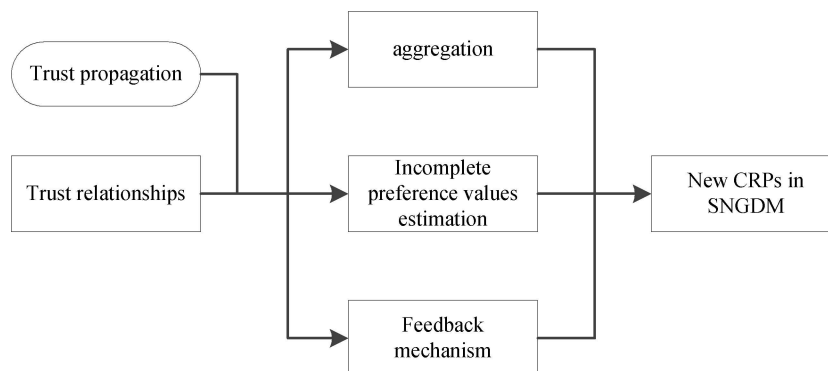 Trust propagation
Trust relationships
aggregation
Incomplete
preference values
estimation
Feedback
mechanism
New CRPs in
SNGDM